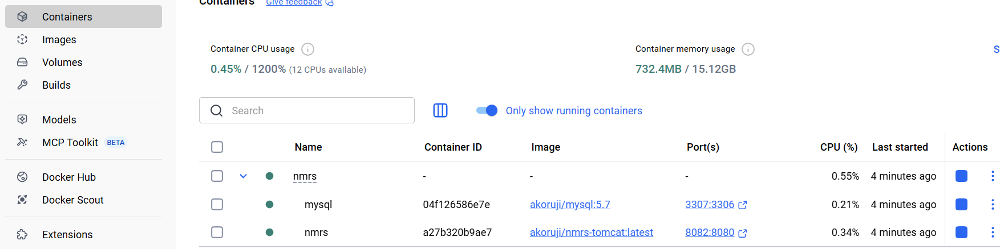 Containers Give feedback
Containers
Images
Volumes
Builds
Models
MCP Toolkit BETA
Docker Hub
Docker Scout
Extensions
Container CPU usage
0.45% / 1200% (12 CPUs available)
Container memory usage
732.4MB / 15.12GB
S
Search
Only show running containers
Name Container ID Image Port(s) CPU (%) Last started Actions
nmrs - - - 0.55% 4 minutes ago
mysql 04f126586e7e akoruji/mysql:5.7 3307:3306 0.21% 4 minutes ago
nmrs a27b320b9ae7 akoruji/nmrs-tomcat:latest 8082:8080 0.34% 4 minutes ago